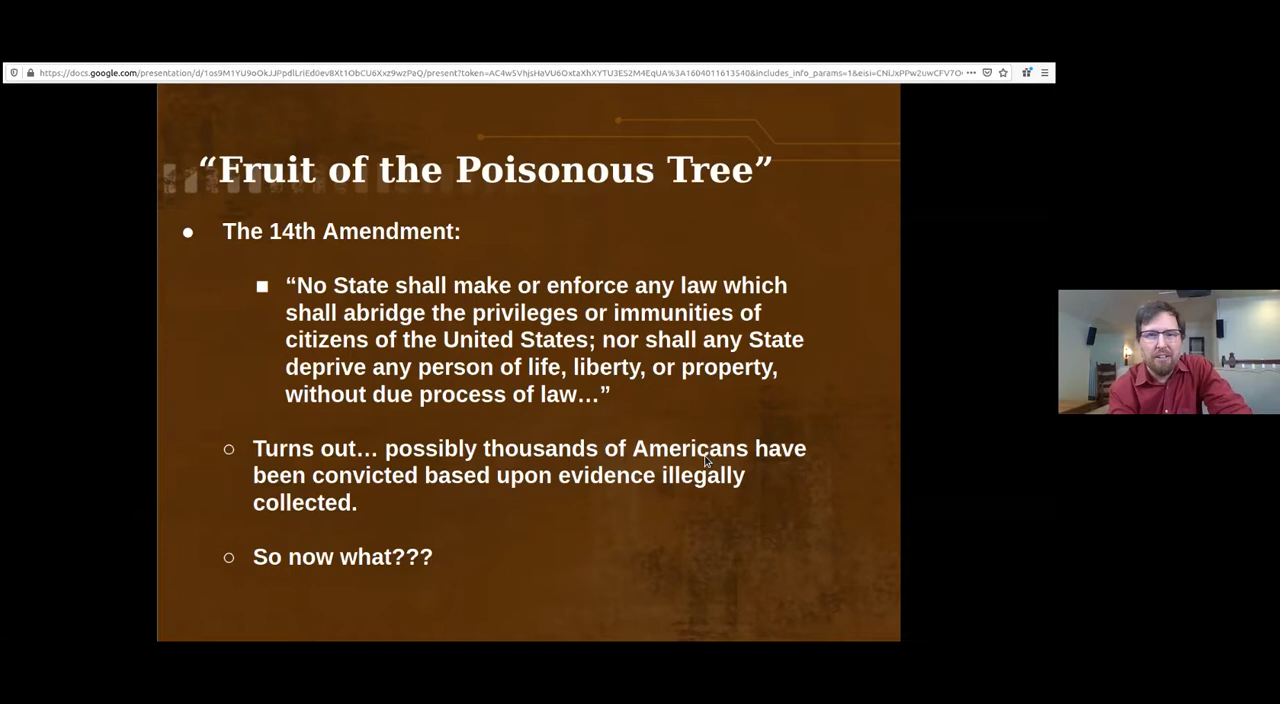 “Fruit of the Poisonous Tree”
● The 14th Amendment:
■ “No State shall make or enforce any law which
shall abridge the privileges or immunities of
citizens of the United States; nor shall any State
deprive any person of life, liberty, or property,
without due process of law…”
○ Turns out… possibly thousands of Americans have
been convicted based upon evidence illegally
collected.
○ So now what???